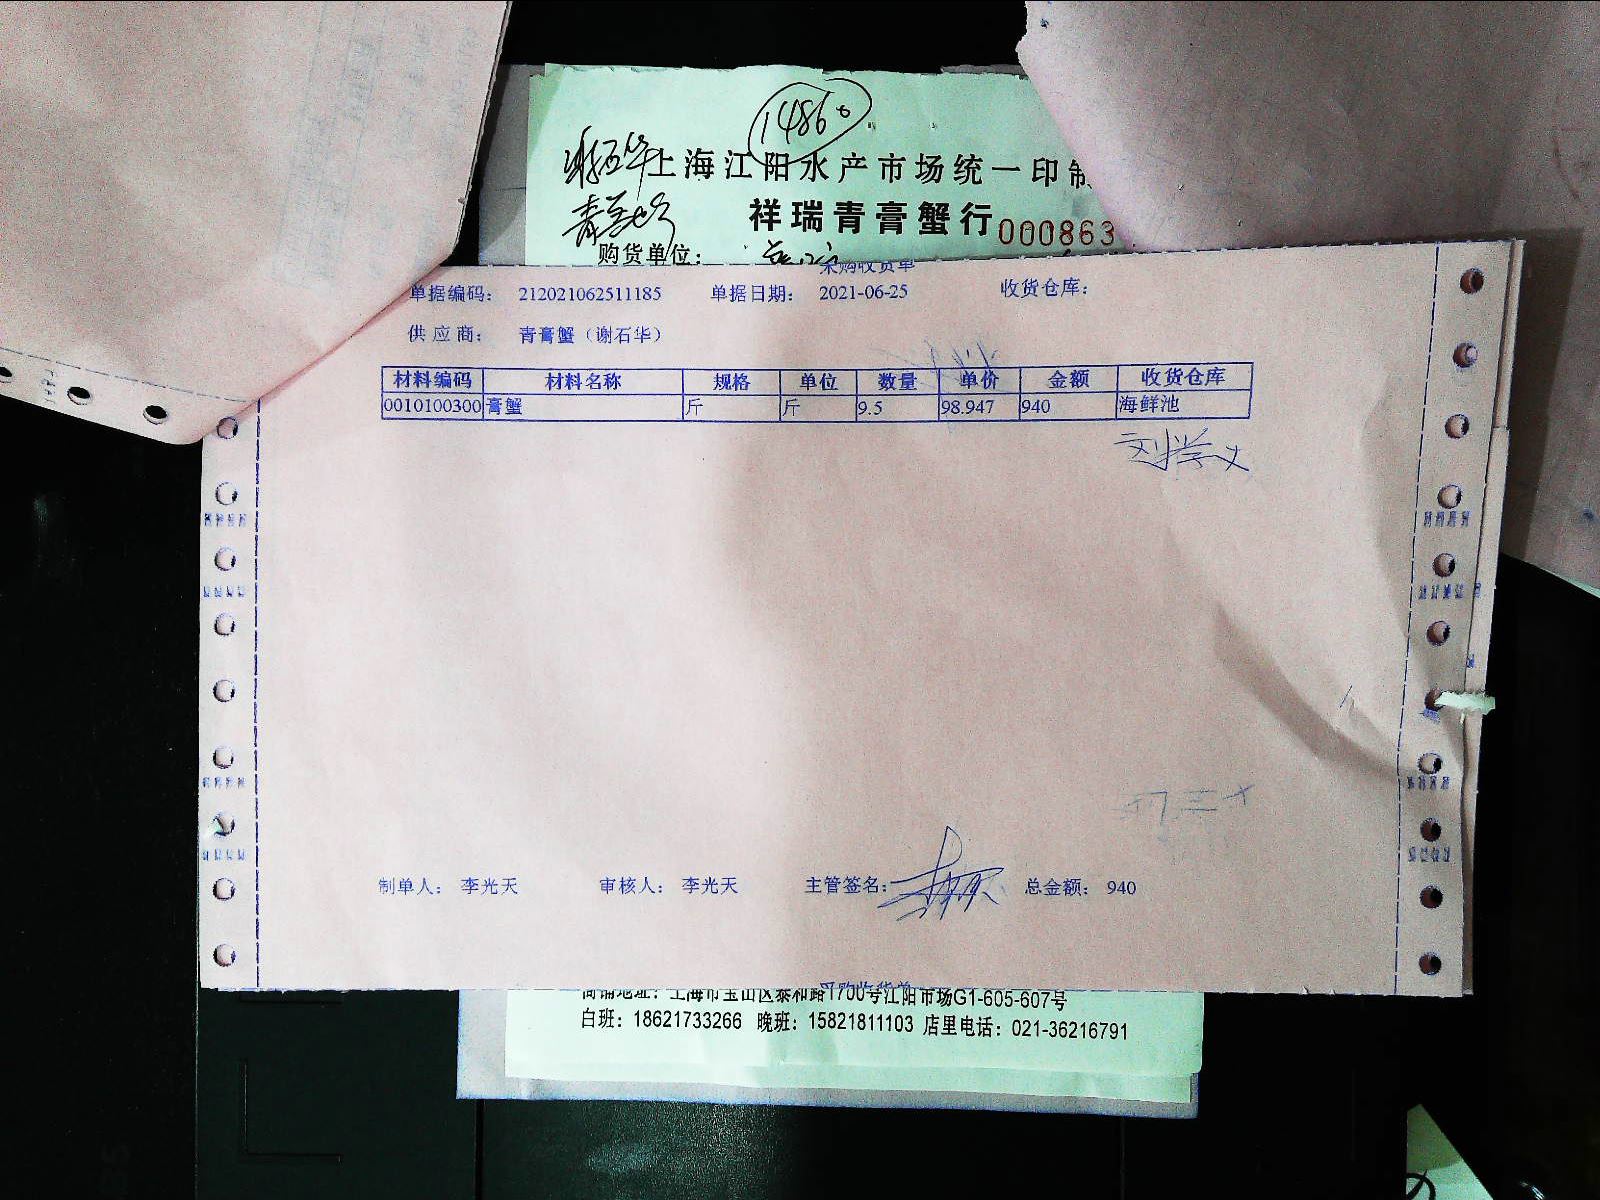 14860
谢石华 上海江阳水产市场统一印制
青膏蟹 祥瑞青膏蟹行 000863
购货单位:
采购收货单
单据编码: 212021062511185 单据日期: 2021-06-25 收货仓库:
供应商: 青膏蟹(谢石华)
材料编码 材料名称 规格 单位 数量 单价 金额 收货仓库
0010100300 膏蟹 斤 斤 9.5 98.947 940 海鲜池
刘学义
制单人: 李光天 审核人: 李光天 主管签名: 总金额: 940
采购收货单
商铺地址: 上海市宝山区泰和路1700号江阳市场G1-605-607号
白班: 18621733266 晚班: 15821811103 店里电话: 021-36216791